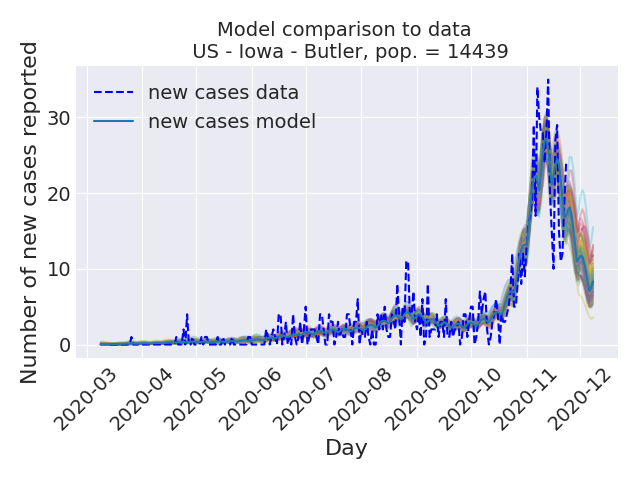 Model comparison to data
US - Iowa - Butler, pop. = 14439
new cases data
new cases model
Number of new cases reported
30
20
10
0
2020-03
2020-04
2020-05
2020-06
2020-07
2020-08
2020-09
2020-10
2020-11
2020-12
Day